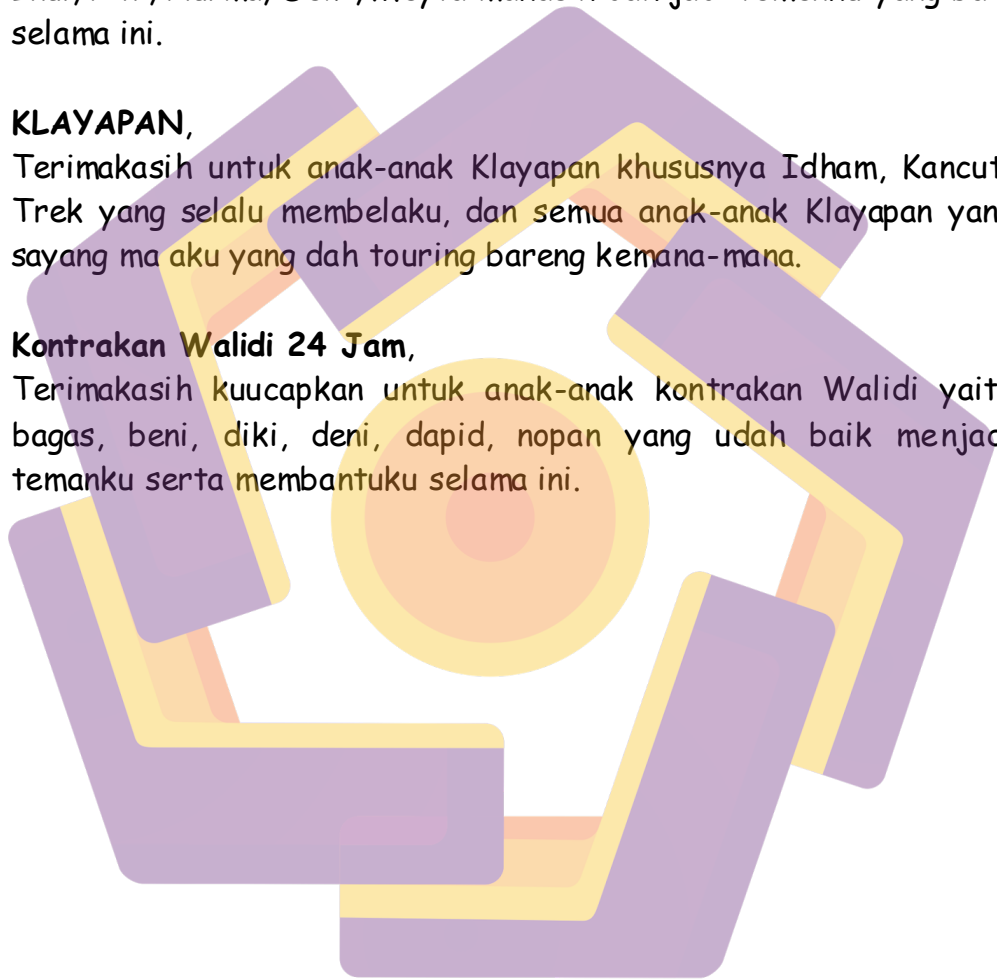 selama ini.
KLAYAPAN,
Terimakasih untuk anak-anak Klayapan khususnya Idham, Kancut
Trek yang selalu membelaku, dan semua anak-anak Klayapan yan
sayang ma aku yang dah touring bareng kemana-mana.
Kontrakan Walidi 24 Jam,
Terimakasih kuucapkan untuk anak-anak kontrakan Walidi yait
bagas, beni, diki, deni, dapid, nopan yang udah baik menjad
temanku serta membantuku selama ini.